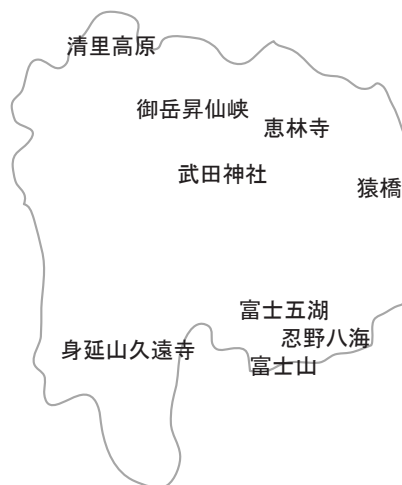 清里高原
御岳昇仙峡
恵林寺
武田神社
猿橋
富士五湖
忍野八海
身延山久遠寺
富士山